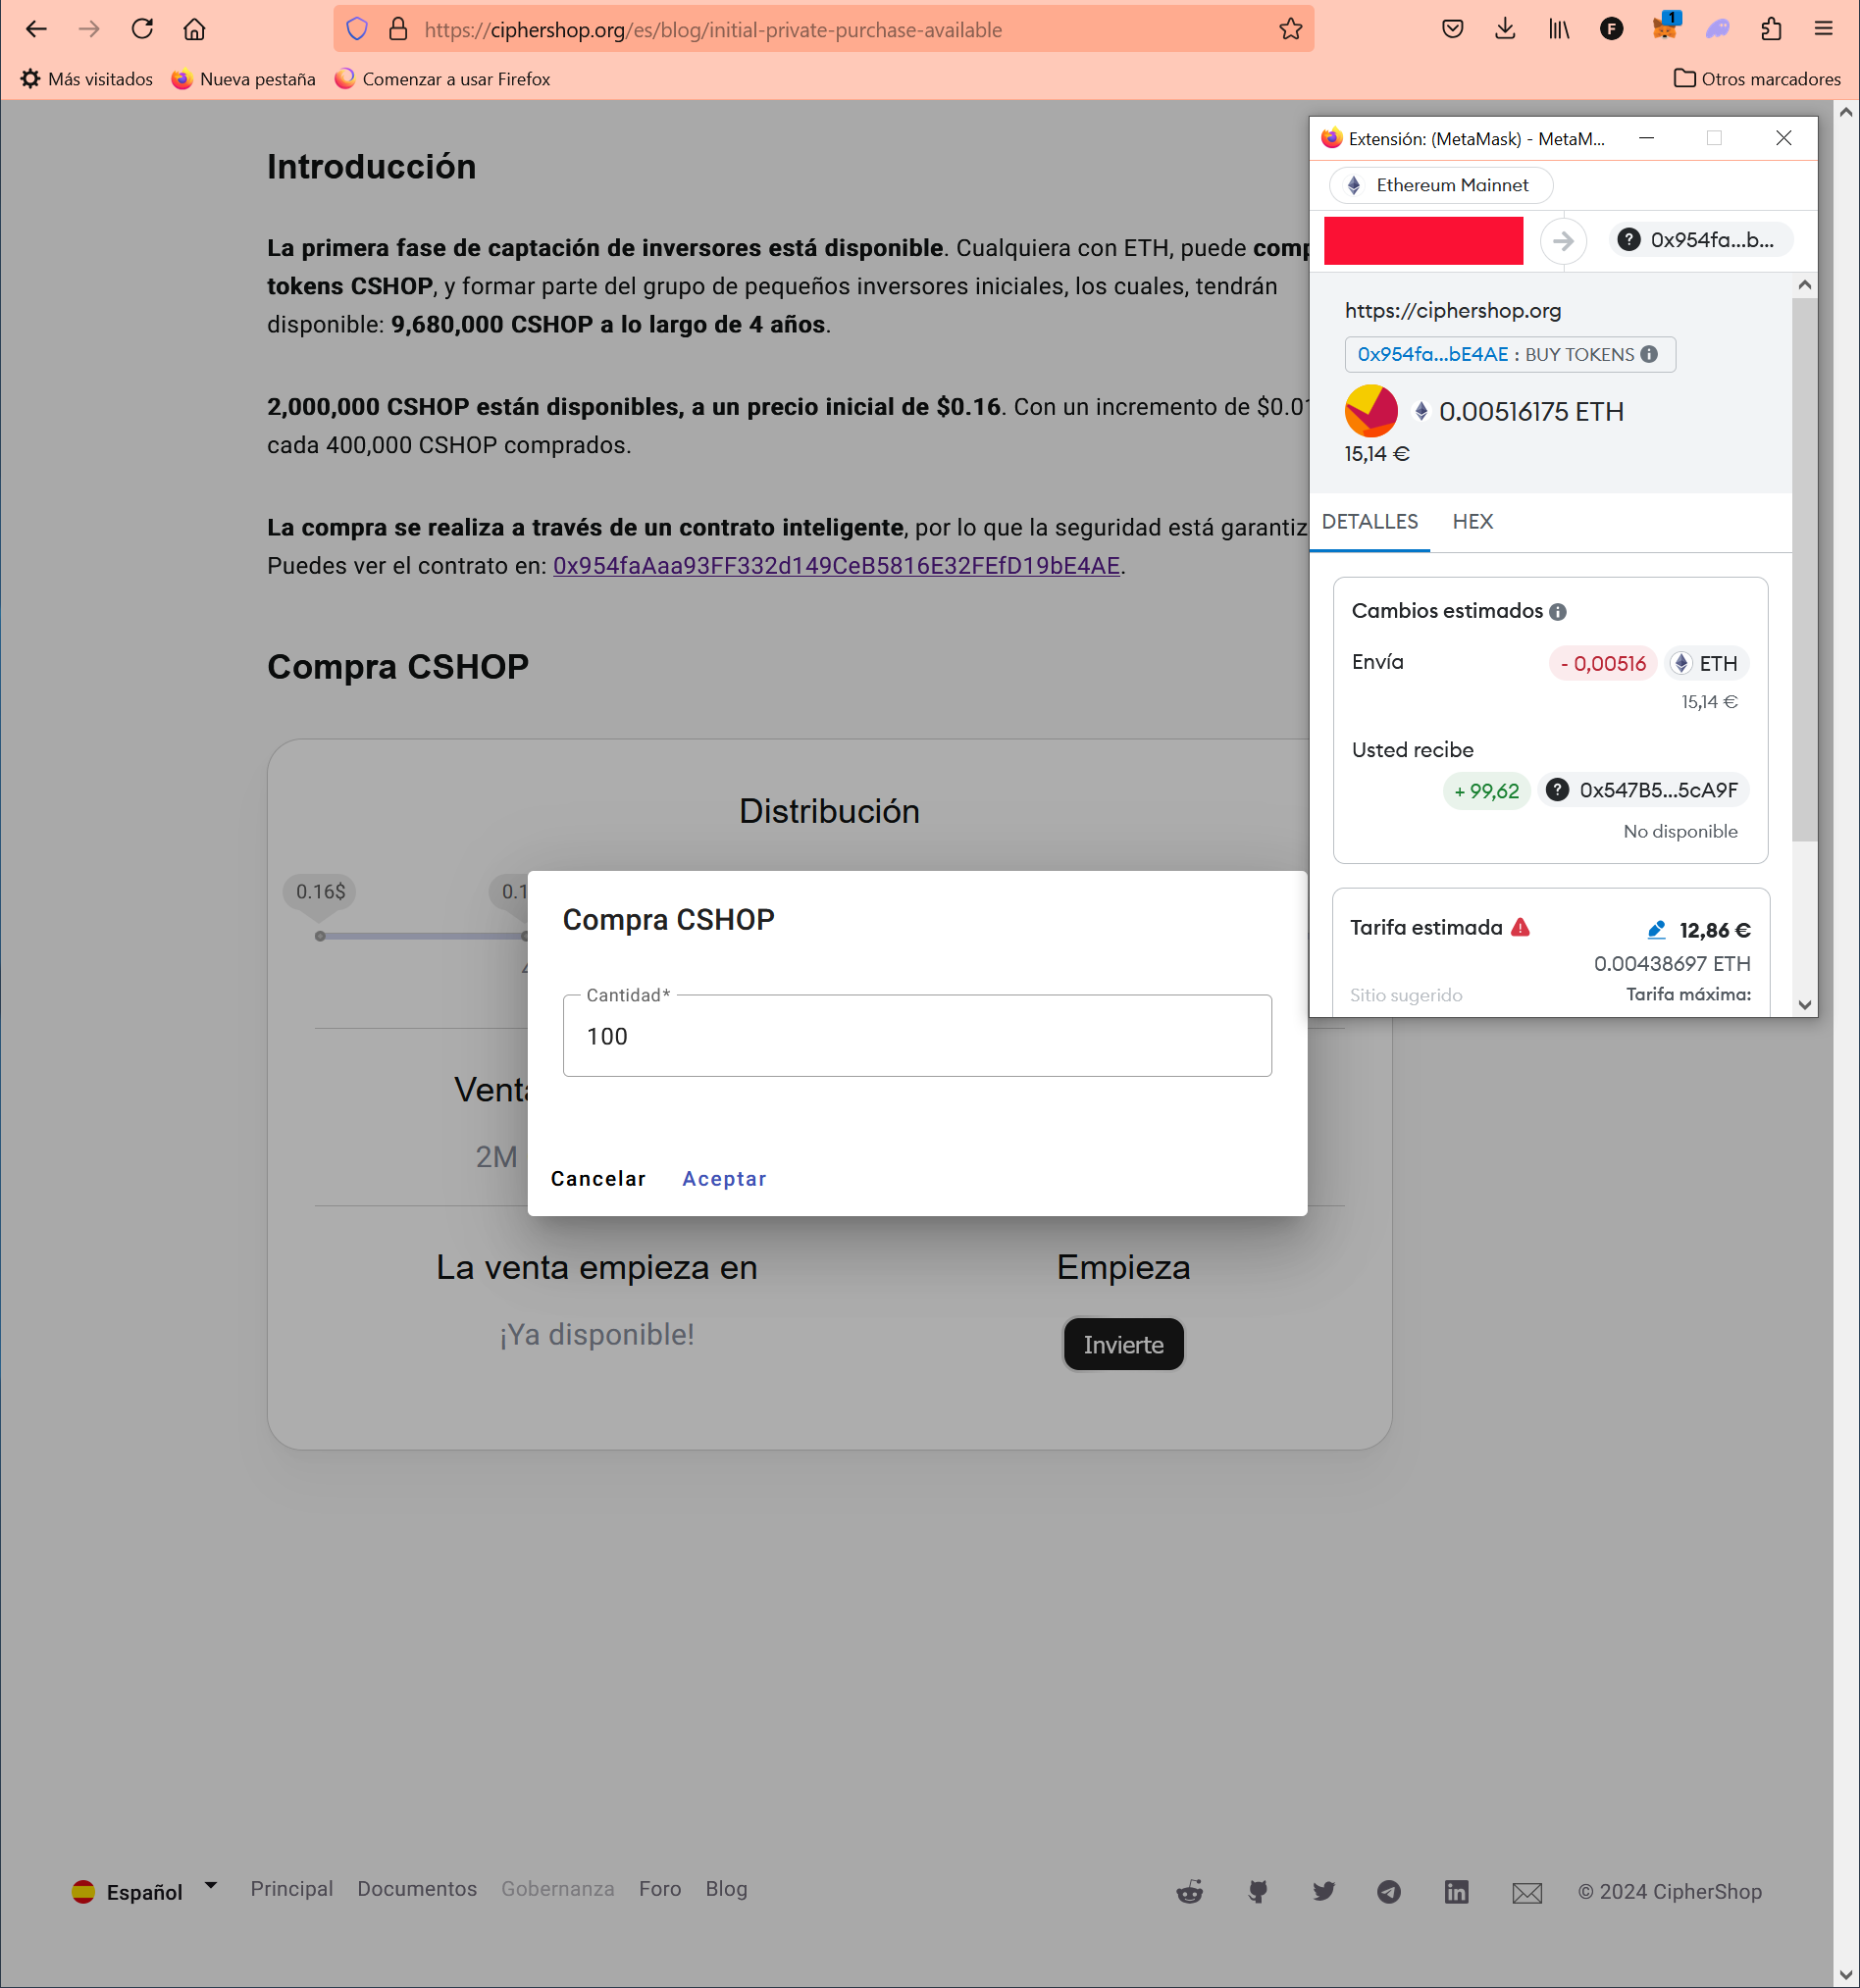 https://ciphershop.org/es/blog/initial-private-purchase-available
F
1
Más visitados
Nueva pestaña
Comenzar a usar Firefox
Otros marcadores
Introducción
La primera fase de captación de inversores está disponible. Cualquiera con ETH, puede
tokens CSHOP, y formar parte del grupo de pequeños inversores iniciales, los cuales, tendrán
disponible: 9,680,000 CSHOP a lo largo de 4 años.
2,000,000 CSHOP están disponibles, a un precio inicial de $0.16. Con un incremento de
cada 400,000 CSHOP comprados.
La compra se realiza a través de un contrato inteligente, por lo que la seguridad está
Puedes ver el contrato en: 0x954faAaa93FF332d149CeB5816E32FEfD19bE4AE.
Compra CSHOP
Distribución
0.16$
Compra CSHOP
Cantidad*
100
Cancelar
Aceptar
2M
La venta empieza en
¡Ya disponible!
Empieza
Invierte
Extensión: (MetaMask) - MetaM...
Ethereum Mainnet
0x954fa...b...
https://ciphershop.org
0x954fa...bE4AE : BUY TOKENS
0.00516175 ETH
15,14 €
DETALLES
HEX
Cambios estimados
Envía
- 0,00516
ETH
15,14 €
Usted recibe
+ 99,62
0x547B5...5cA9F
No disponible
Tarifa estimada
12,86 €
0.00438697 ETH
Sitio sugerido
Tarifa máxima:
Español
Principal
Documentos
Gobernanza
Foro
Blog
© 2024 CipherShop